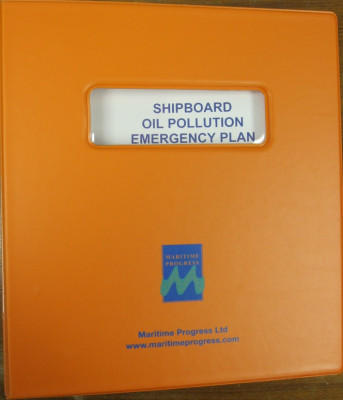 SHIPBOARD
OIL POLLUTION
EMERGENCY PLAN
MARITIME
PROGRESS
Maritime Progress Ltd
www.maritimeprogress.com